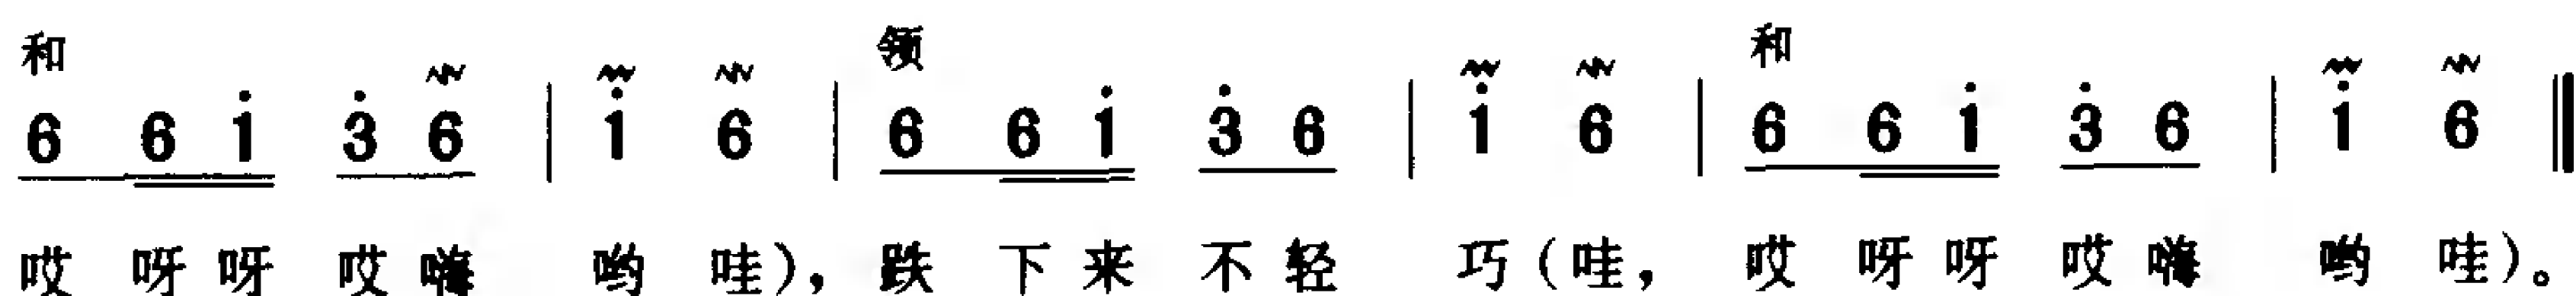 和 领 和
6 6 i̇ 3̇ 6 | i̇ 6 | 6 6 i̇ 3̇ 6 | i̇ 6 | 6 6 i̇ 3̇ 6 | i̇ 6 ‖
哎 呀呀 哎嗨 哟 哇），跌 下来 不轻 巧（哇，哎 呀呀 哎嗨 哟 哇）。